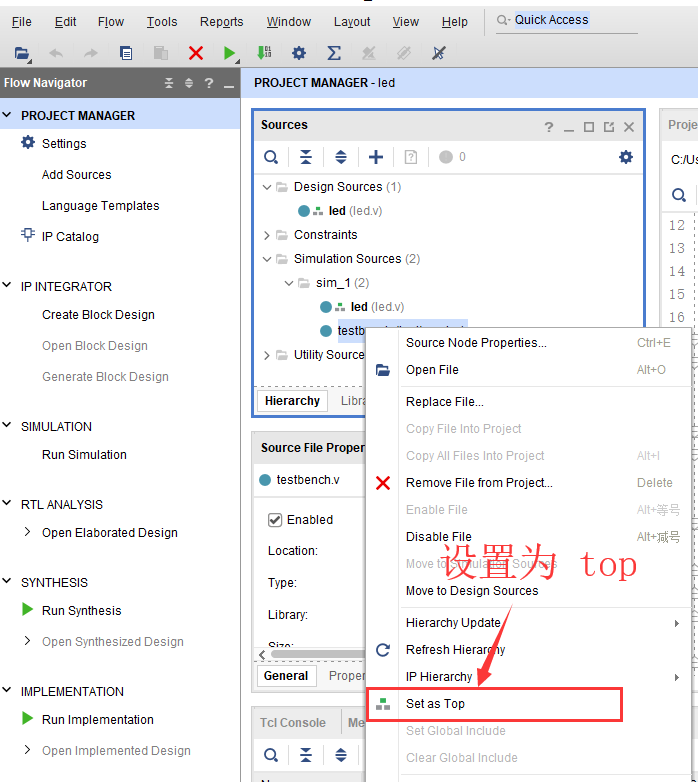 File Edit Flow Tools Reports Window Layout View Help Quick Access
Flow Navigator
PROJECT MANAGER
Settings
Add Sources
Language Templates
IP Catalog
IP INTEGRATOR
Create Block Design
Open Block Design
Generate Block Design
SIMULATION
Run Simulation
RTL ANALYSIS
Open Elaborated Design
SYNTHESIS
Run Synthesis
Open Synthesized Design
IMPLEMENTATION
Run Implementation
Open Implemented Design
PROJECT MANAGER - led
Sources
0
Design Sources (1)
led (led.v)
Constraints
Simulation Sources (2)
sim_1 (2)
led (led.v)
Hierarchy
Source File Proper
testbench.v
Enabled
Location:
Type:
Library:
Size:
General Proper
Tcl Console Me
Source Node Properties... Ctrl+E
Open File Alt+O
Replace File...
Copy File Into Project
Copy All Files Into Project Alt+I
Remove File from Project... Delete
Enable File Alt+等号
Disable File Alt+减号
Move to Simulation Sources
设置为 top
Move to Design Sources
Hierarchy Update
Refresh Hierarchy
IP Hierarchy
Set as Top
Set Global Include
Clear Global Include
Proje
C:/Us
12
13
14
15
16